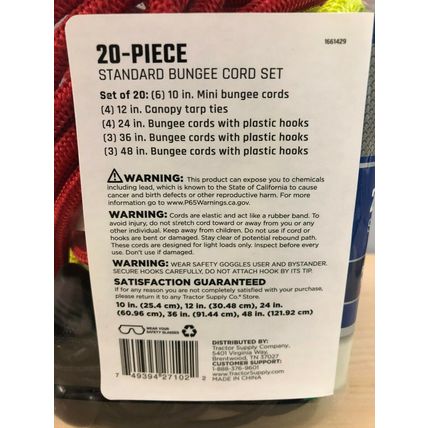 1661429
20-PIECE
STANDARD BUNGEE CORD SET
Set of 20: (6) 10 in. Mini bungee cords
(4) 12 in. Canopy tarp ties
(4) 24 in. Bungee cords with plastic hooks
(3) 36 in. Bungee cords with plastic hooks
(3) 48 in. Bungee cords with plastic hooks
WARNING: This product can expose you to chemicals
including lead, which is known to the State of California to cause
cancer and birth defects or other reproductive harm. For more
information go to www.P65Warnings.ca.gov.
WARNING: Cords are elastic and act like a rubber band. To
avoid injury, do not stretch cord toward or away from you or any
other individual. Keep away from children. Do not use if cord or
hooks are bent or damaged. Stay clear of potential rebound path.
These cords are designed for light loads only. Inspect before every
use. Don't use if damaged.
WARNING: WEAR SAFETY GOGGLES USER AND BYSTANDER.
SECURE HOOKS CAREFULLY, DO NOT ATTACH HOOK BY ITS TIP.
SATISFACTION GUARANTEED
If for any reason you are not completely satisfied with your purchase,
please return it to any Tractor Supply Co.® Store.
10 in. (25.4 cm), 12 in. (30.48 cm), 24 in.
(60.96 cm), 36 in. (91.44 cm), 48 in. (121.92 cm)
WEAR YOUR
SAFETY GLASSES
7 49394 27102 2
DISTRIBUTED BY:
Tractor Supply Company,
5401 Virginia Way,
Brentwood, TN 37027
CUSTOMER SUPPORT:
1-888-376-9601
www.TractorSupply.com
MADE IN CHINA